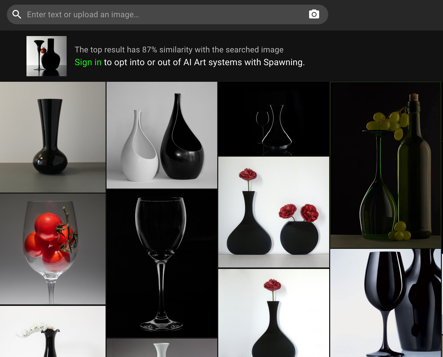 Enter text or upload an image...
The top result has 87% similarity with the searched image
Sign in to opt into or out of AI Art systems with Spawning.